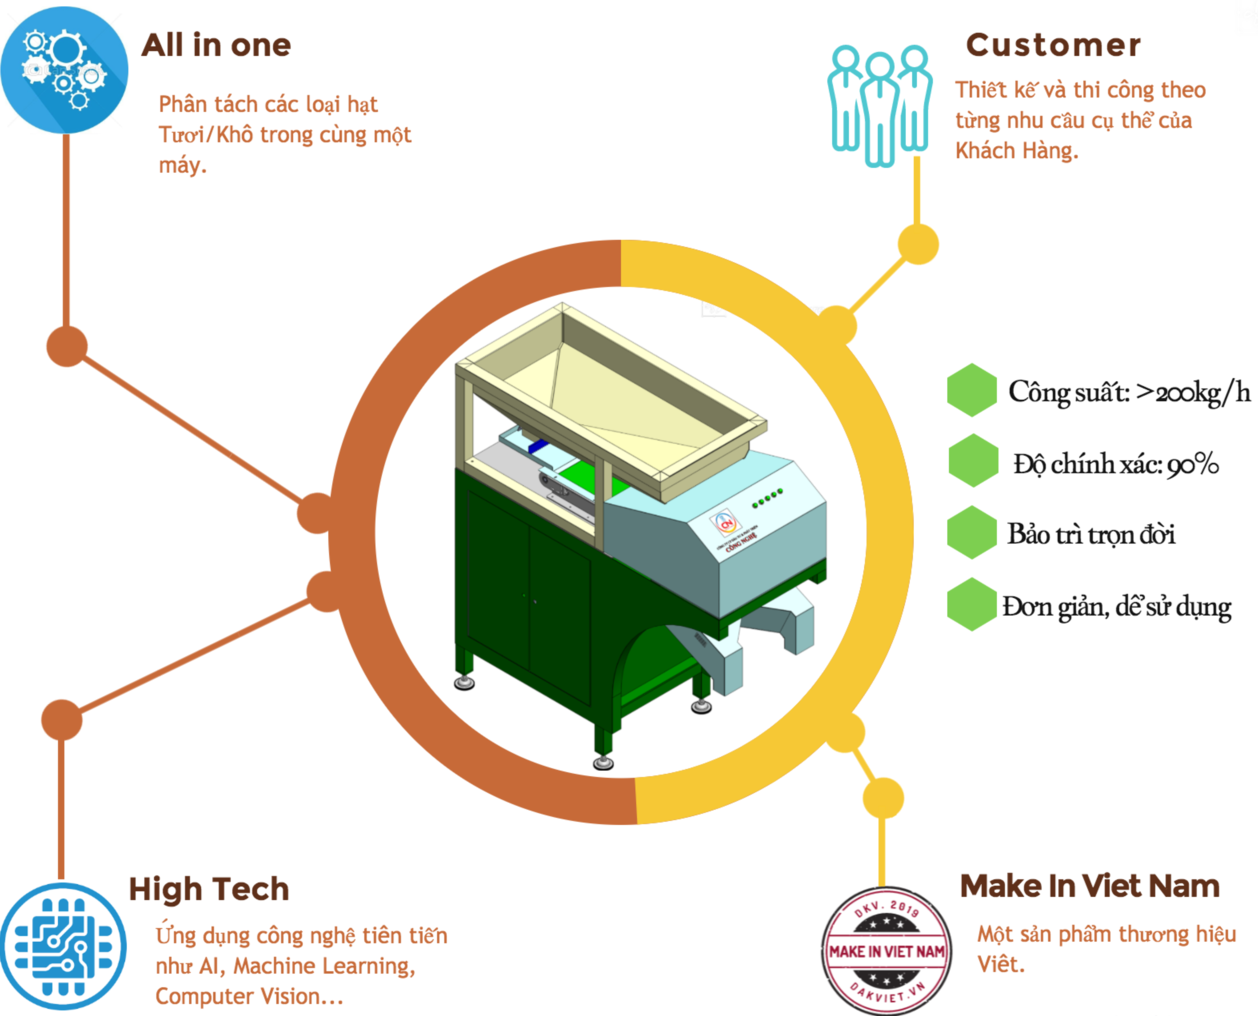 All in one
Phân tách các loại hạt
Tươi/Khô trong cùng một
máy.
Customer
Thiết kế và thi công theo
từng nhu cầu cụ thể của
Khách Hàng.
Công suất: >200kg/h
Độ chính xác: 90%
Bảo trì trọn đời
Đơn giản, dể sử dụng
CN
CÔNG NGHỆ
High Tech
Ứng dụng công nghệ tiên tiến
như AI, Machine Learning,
Computer Vision...
Make In Viet Nam
Một sản phẩm thương hiệu
Việt.
DKV. 2019
MAKE IN VIET NAM
DAKVIET.VN